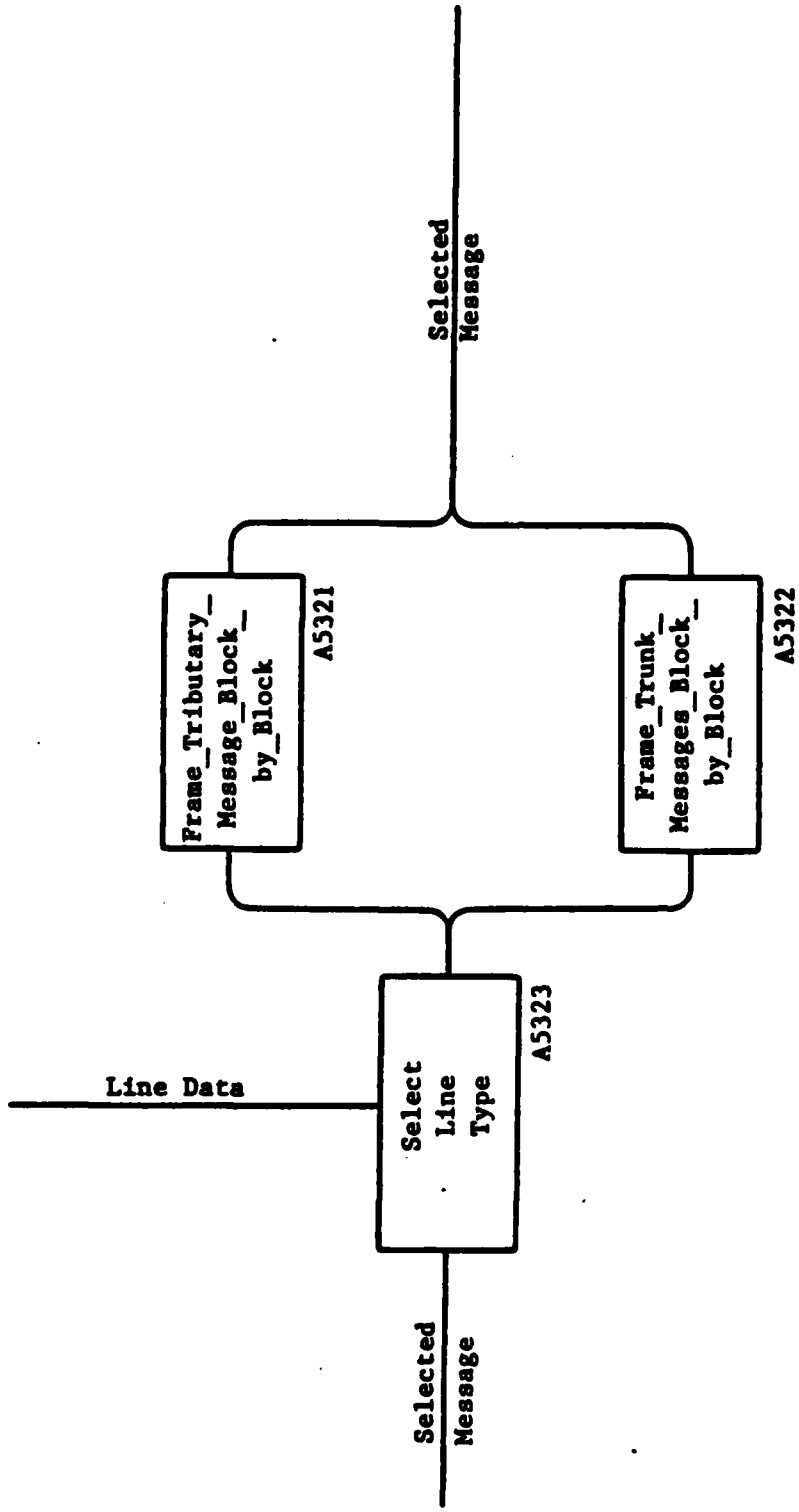 Line Data
Selected
Message
Select
Line
Type
A5323
Frame_Tributary_
Message_Block_
by_Block
A5321
Frame_Trunk_
Messages_Block_
by_Block
A5322
Selected
Message